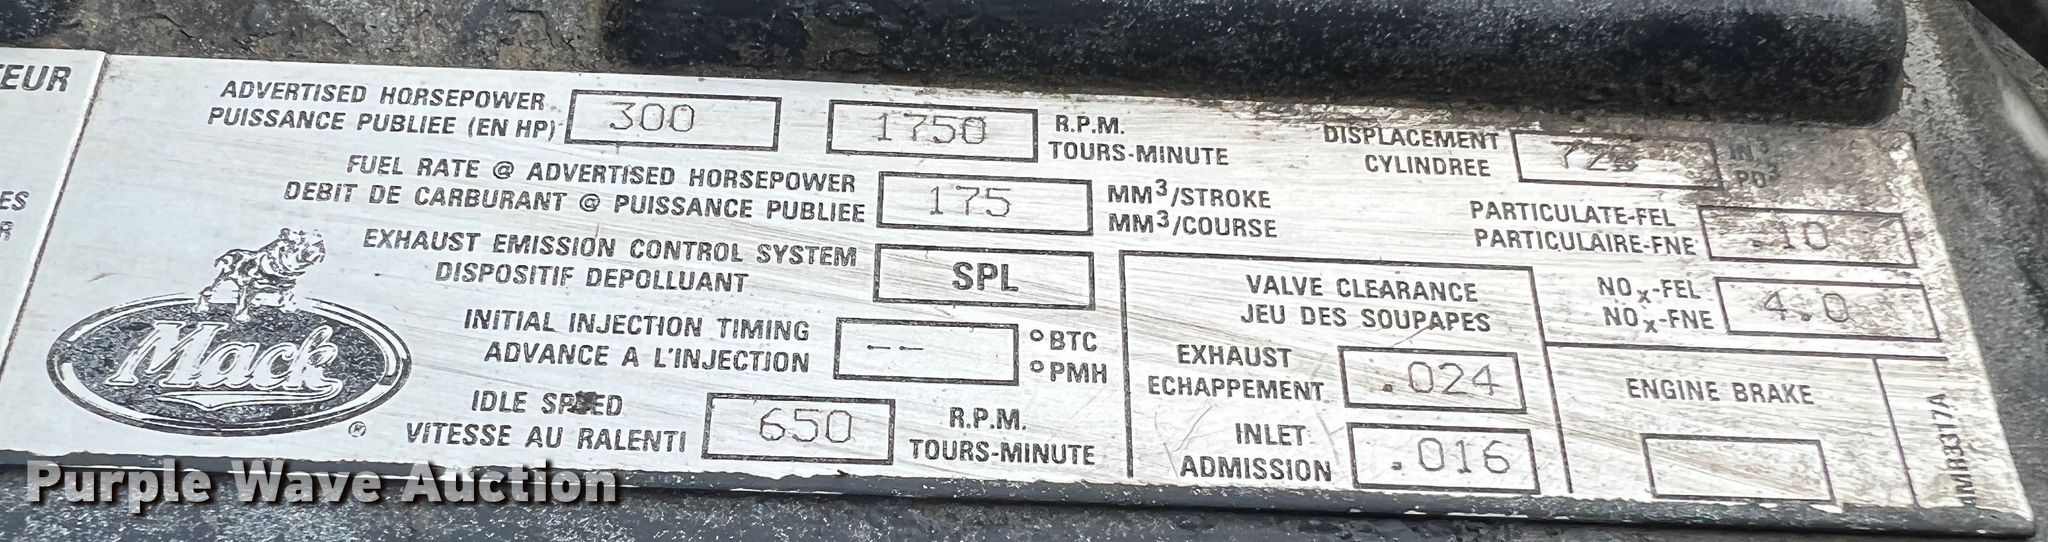 EUR
ES
R
ADVERTISED HORSEPOWER 300 1750 R.P.M.
PUISSANCE PUBLIEE (EN HP) TOURS-MINUTE
DISPLACEMENT IN³
CYLINDREE PO³
FUEL RATE @ ADVERTISED HORSEPOWER 175 MM³/STROKE
DEBIT DE CARBURANT @ PUISSANCE PUBLIEE MM³/COURSE
PARTICULATE-FEL .10
PARTICULAIRE-FNE
EXHAUST EMISSION CONTROL SYSTEM SPL
DISPOSITIF DEPOLLUANT
NOx-FEL 4.0
NOx-FNE
INITIAL INJECTION TIMING -- °BTC
ADVANCE A L'INJECTION °PMH
IDLE SPEED 650 R.P.M.
VITESSE AU RALENTI TOURS-MINUTE
VALVE CLEARANCE
JEU DES SOUPAPES
EXHAUST .024
ECHAPPEMENT
INLET .016
ADMISSION
ENGINE BRAKE
Mack
®
Purple Wave Auction